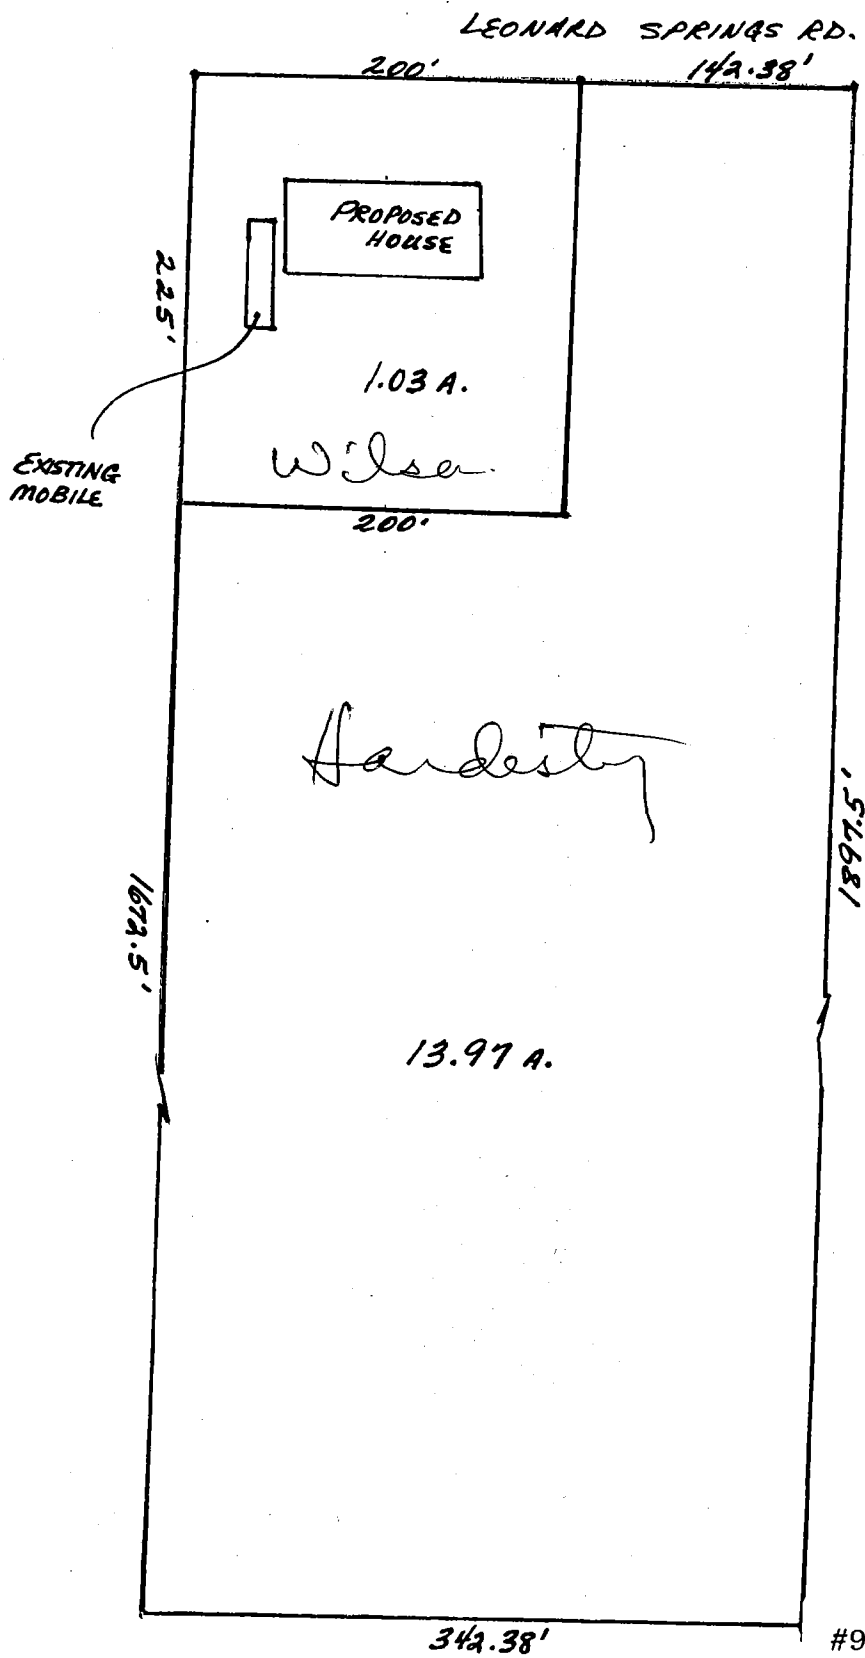 LEONARD SPRINGS RD.
200'
142.38'
PROPOSED
HOUSE
225'
1.03 A.
EXISTING
MOBILE
200'
Hardesty
1897.5'
1672.5'
13.97 A.
342.38'
#9